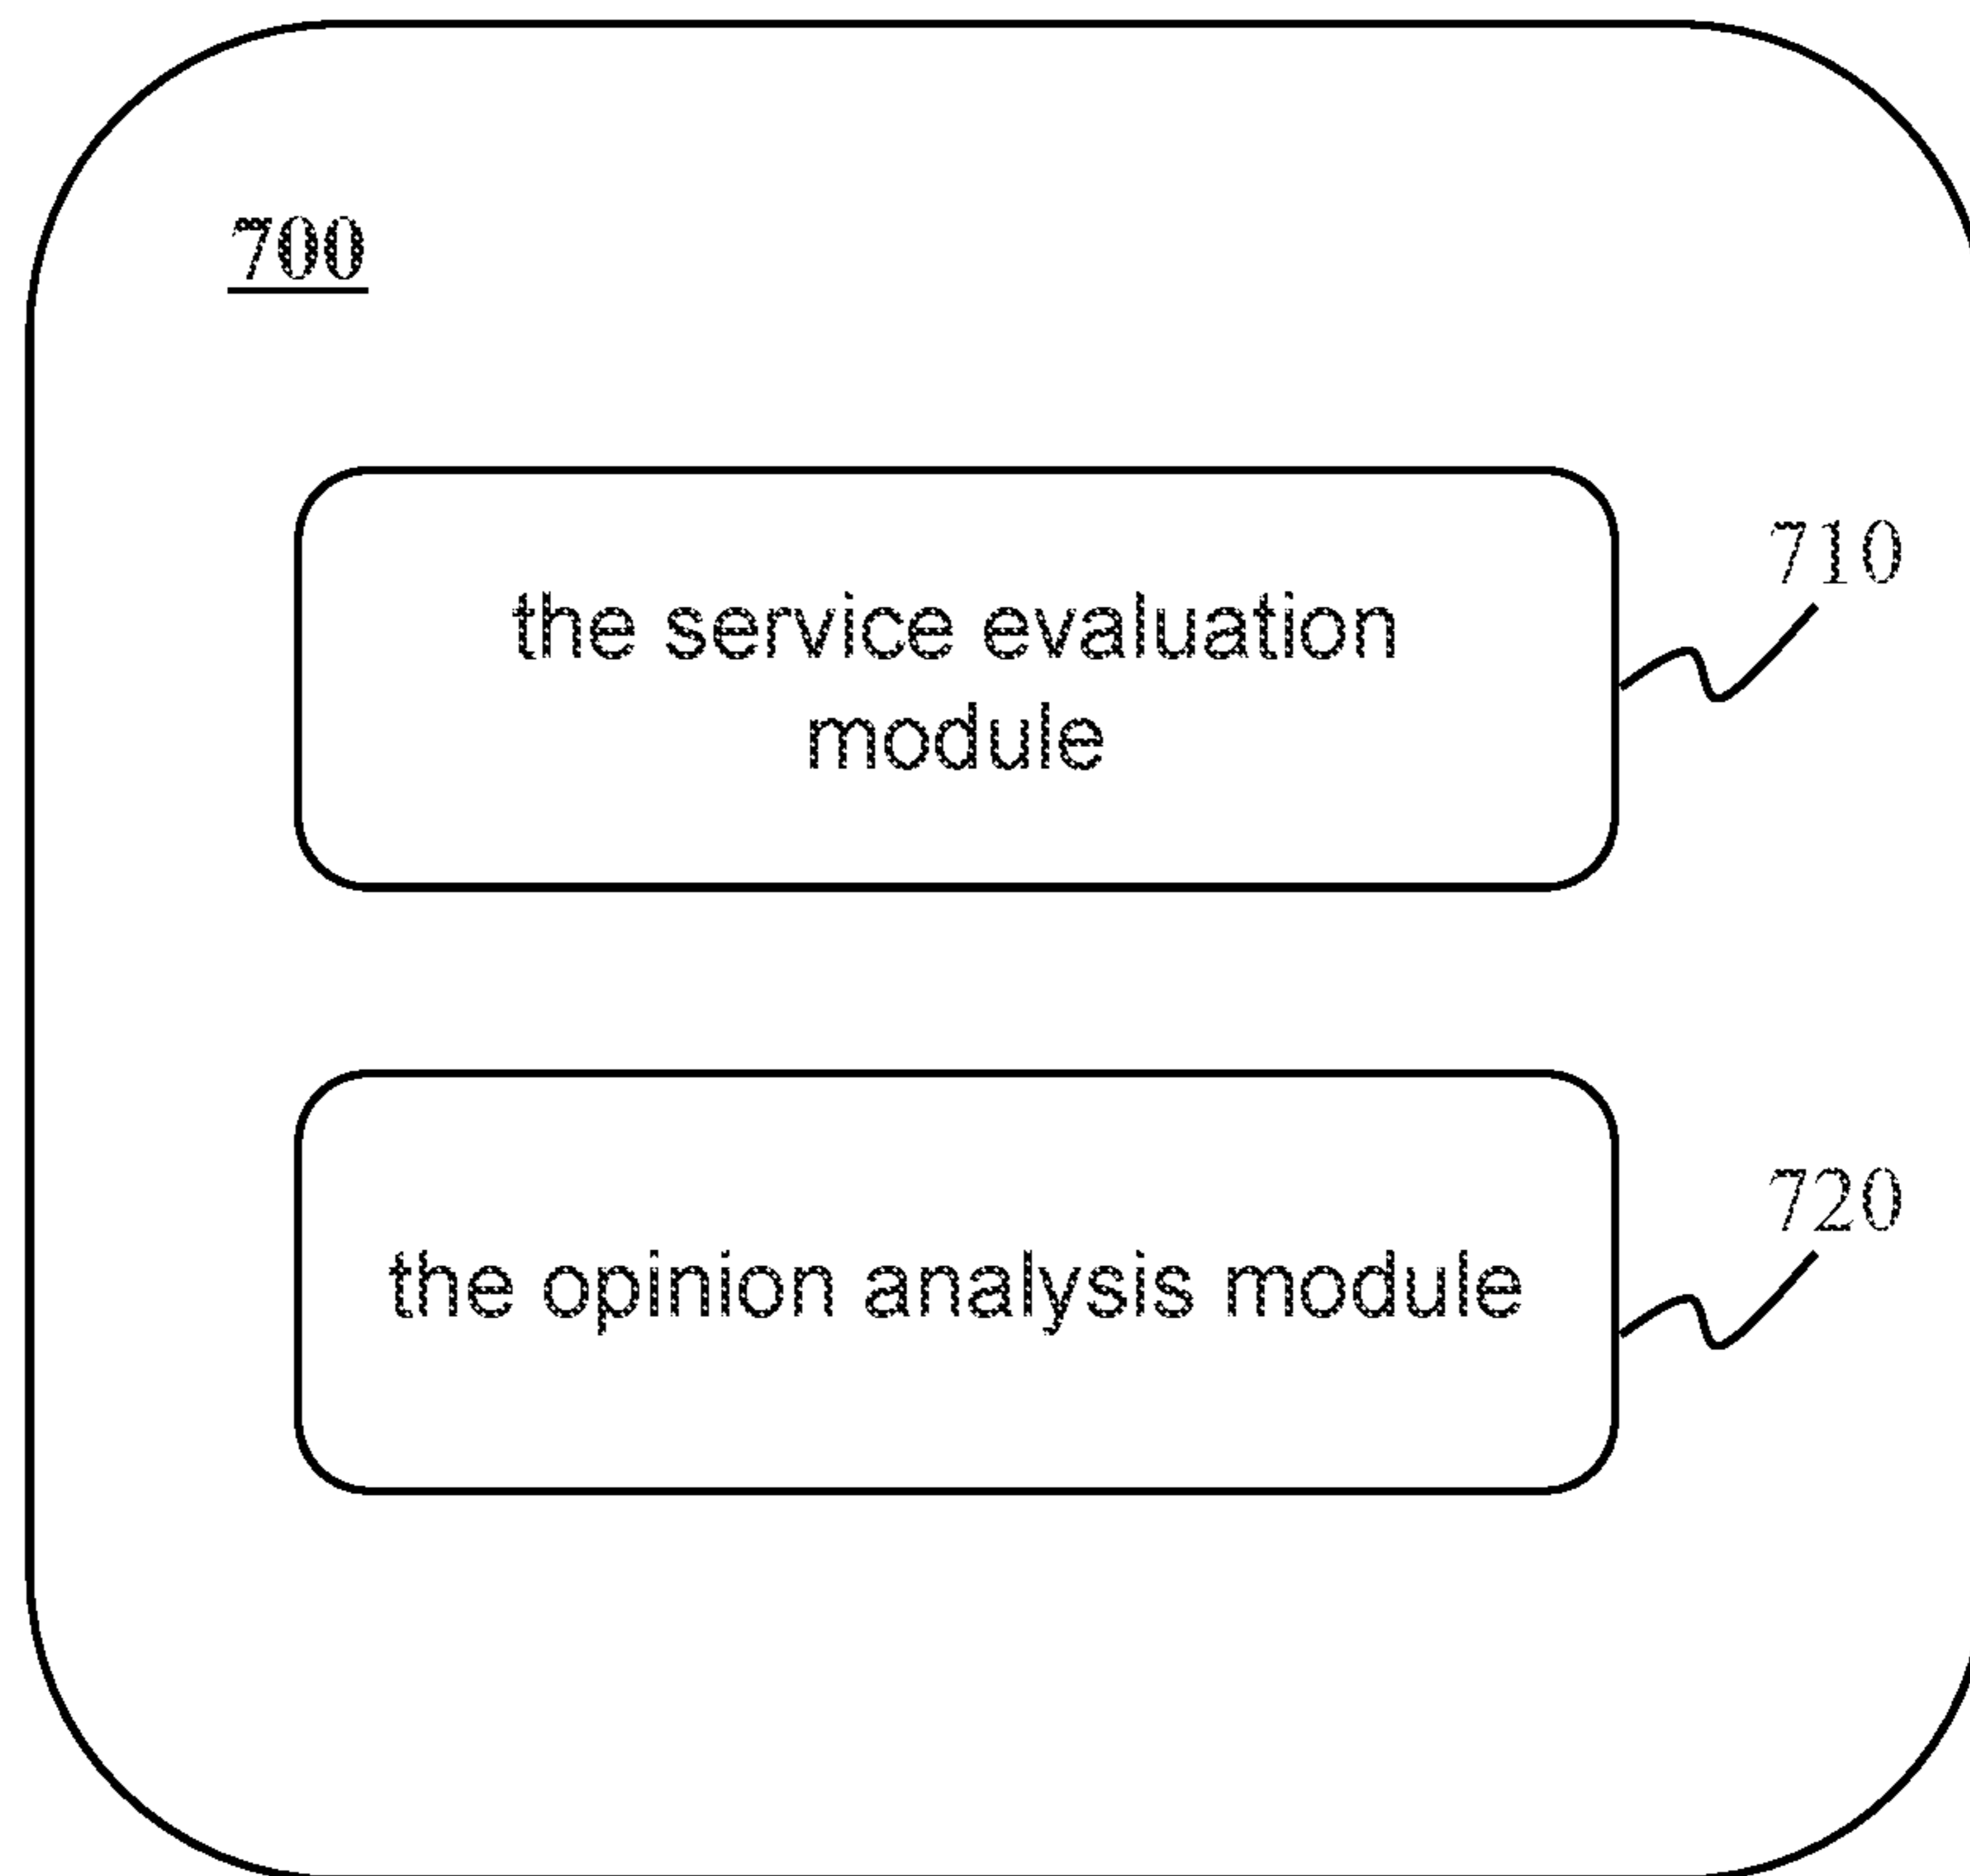 700
710
the service evaluation
module
720
the opinion analysis module